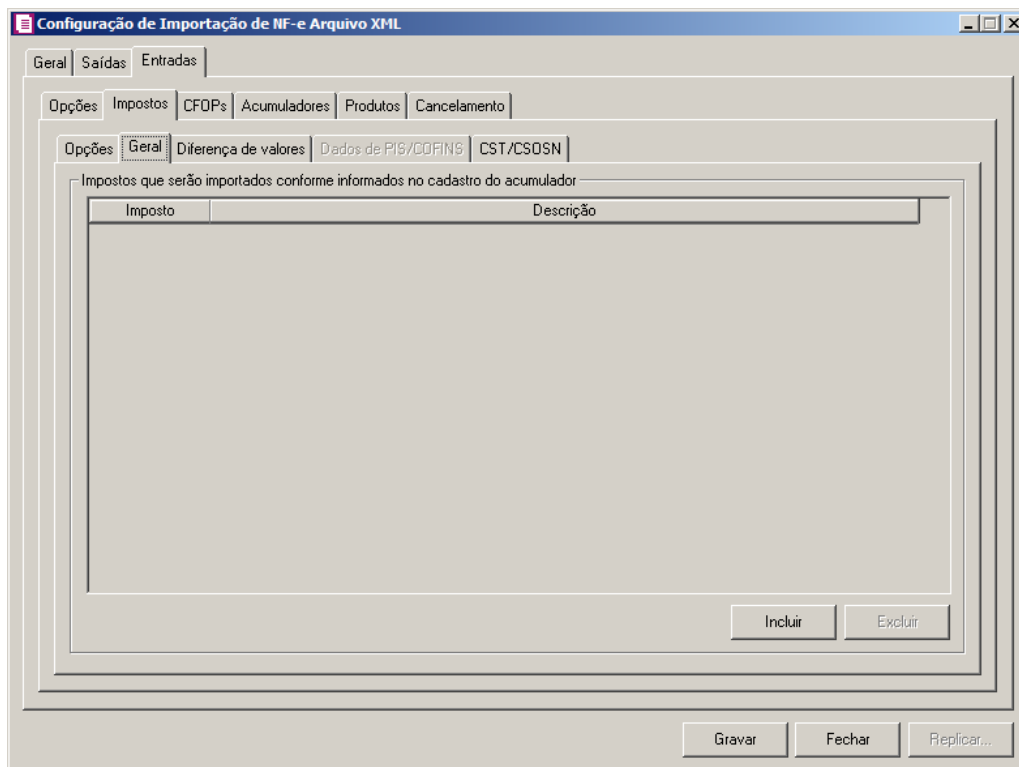 Configuração de Importação de NF-e Arquivo XML
Geral Saídas Entradas
Opções Impostos CFOPs Acumuladores Produtos Cancelamento
Opções Geral Diferença de valores Dados de PIS/COFINS CST/CSOSN
Impostos que serão importados conforme informados no cadastro do acumulador
Imposto Descrição
Incluir Excluir
Gravar Fechar Replicar...